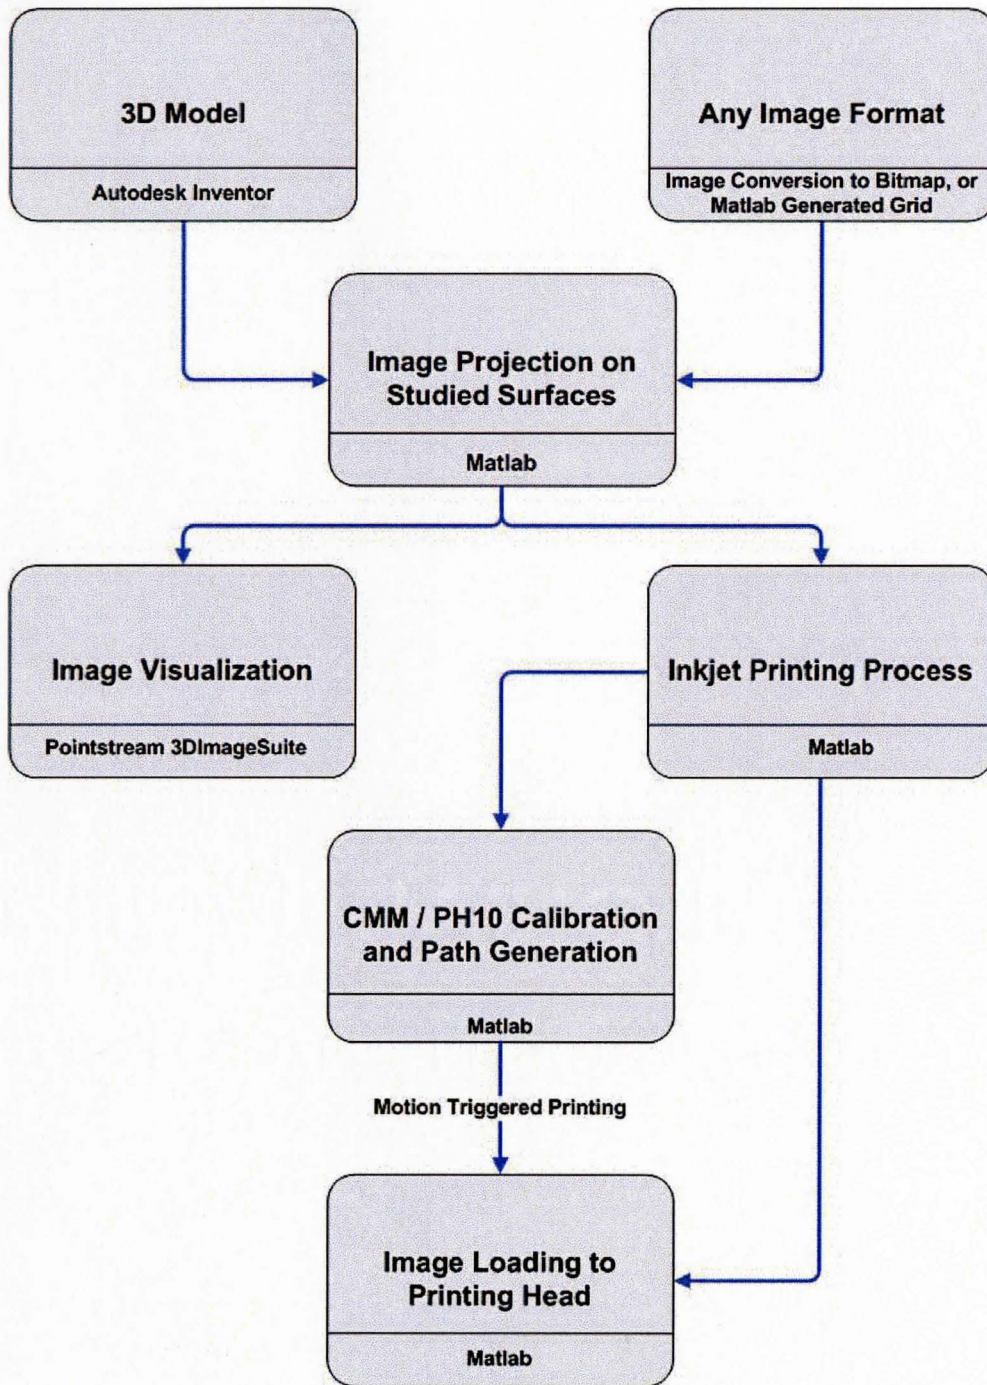 3D Model
Autodesk Inventor
Any Image Format
Image Conversion to Bitmap, or
Matlab Generated Grid
Image Projection on
Studied Surfaces
Matlab
Image Visualization
Pointstream 3DImageSuite
Inkjet Printing Process
Matlab
CMM / PH10 Calibration
and Path Generation
Matlab
Motion Triggered Printing
Image Loading to
Printing Head
Matlab